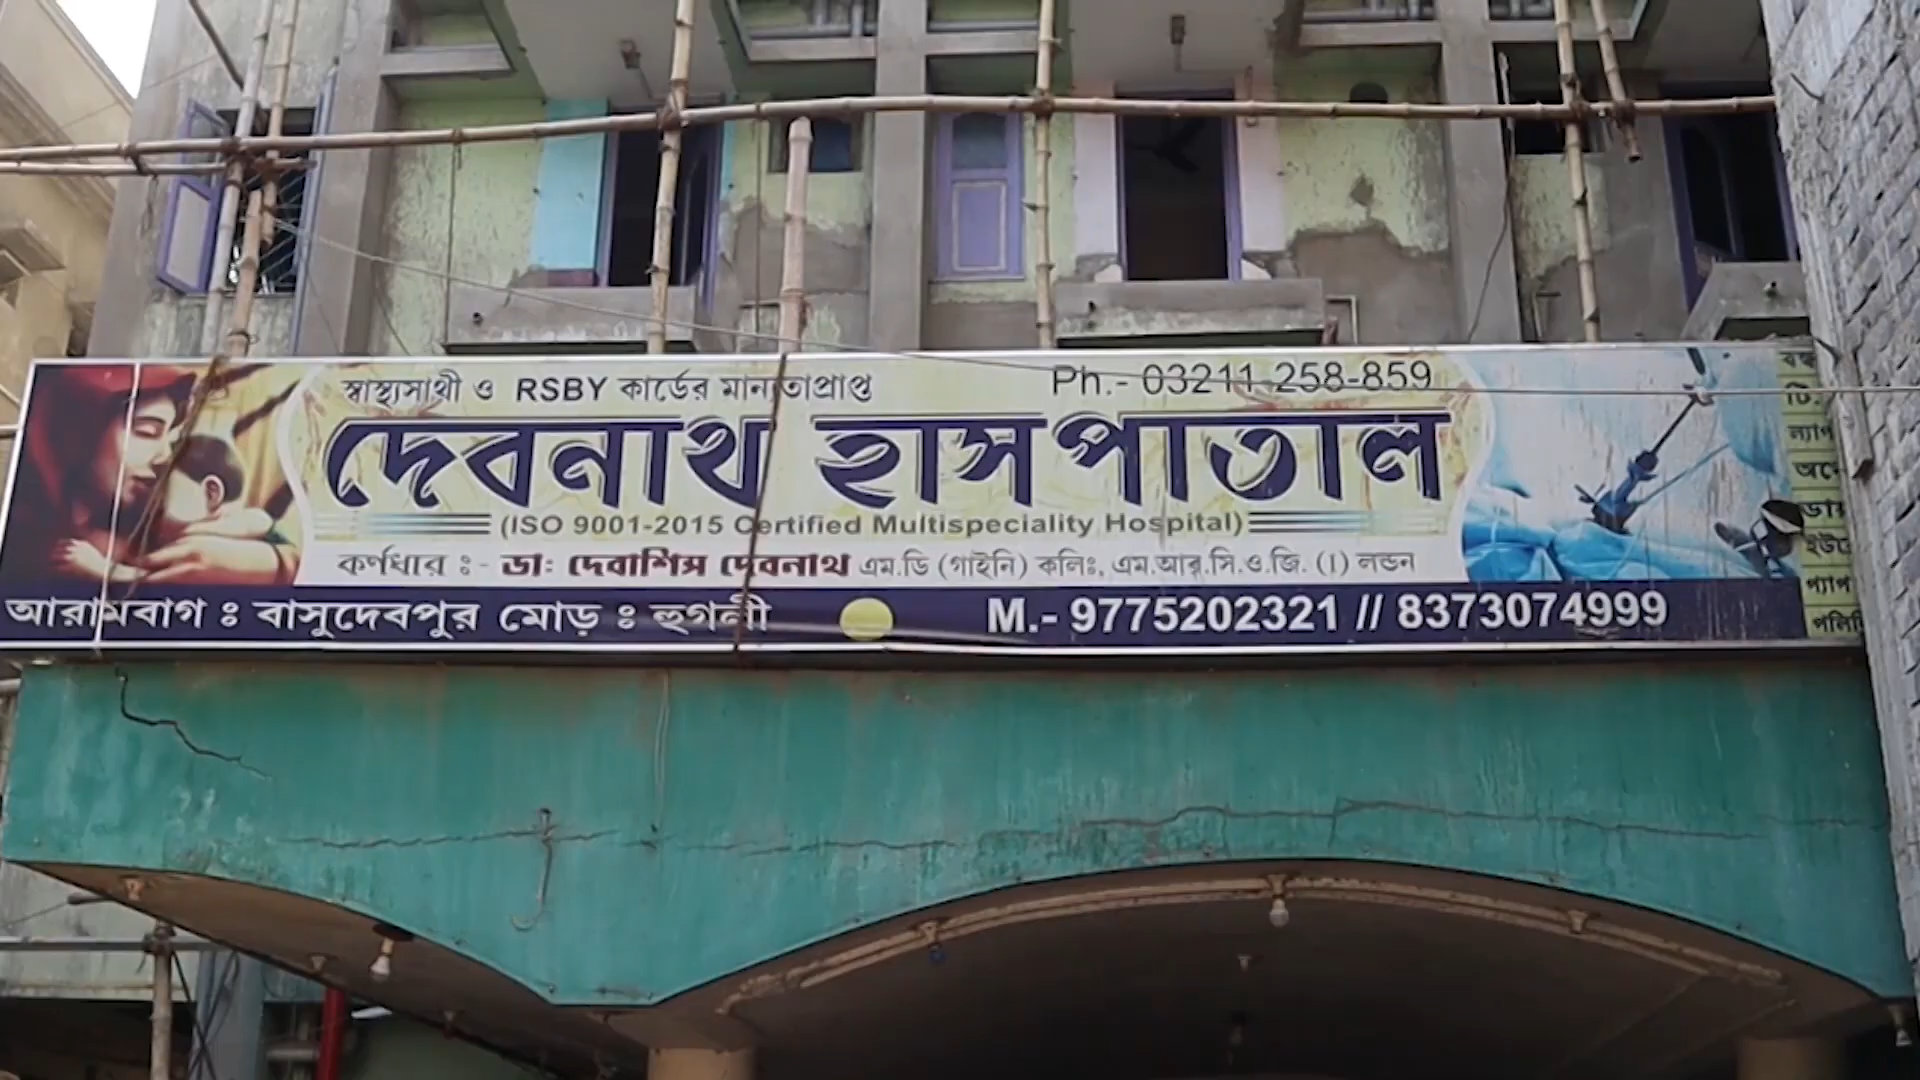 স্বাস্থ্যসাথী ও RSBY কার্ডের মান্যতাপ্রাপ্ত
Ph.- 03211-258-859
দেবনাথ হাসপাতাল
(ISO 9001-2015 Certified Multispeciality Hospital)
কর্ণধার ঃ- ডাঃ দেবাশিস দেবনাথ এম.ডি (গাইনি) কলিঃ, এম.আর.সি.ও.জি. (I) লন্ডন
আরামবাগ ঃ বাসুদেবপুর মোড় ঃ হুগলী
M.- 9775202321 // 8373074999